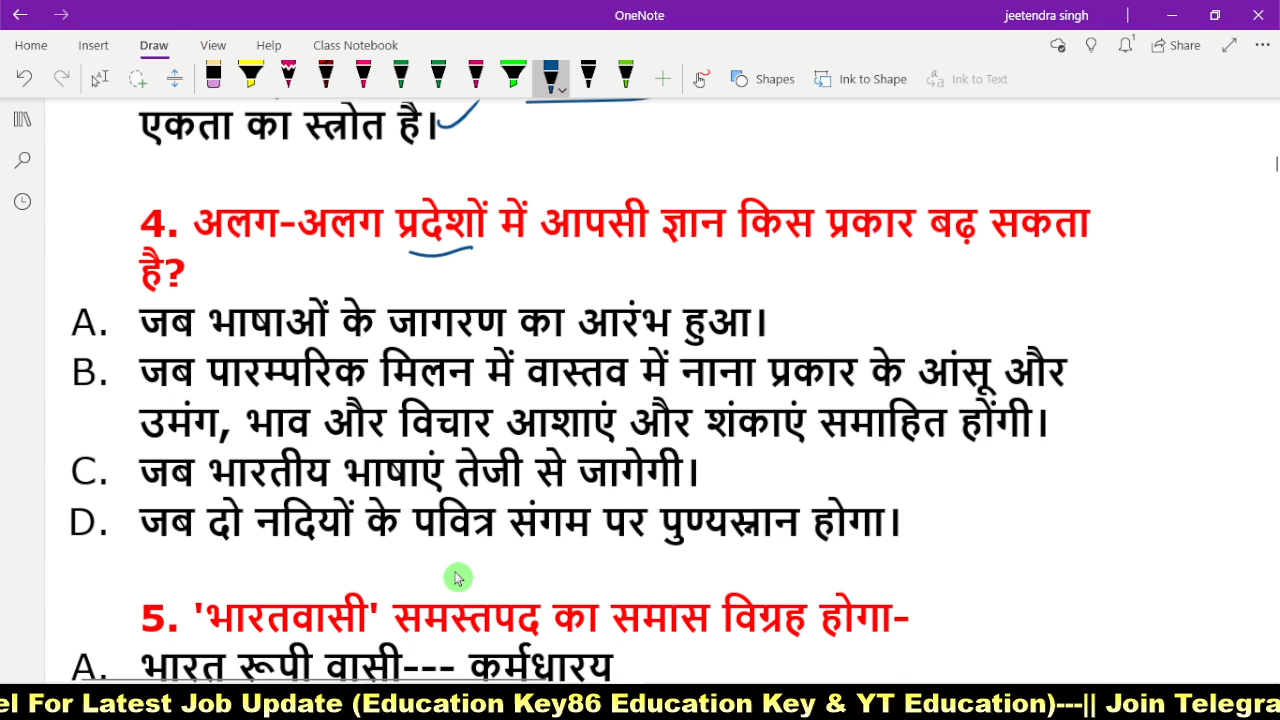 OneNote
jeetendra singh
Home Insert Draw View Help Class Notebook
Share
Shapes Ink to Shape Ink to Text
एकता का स्त्रोत है।
4. अलग-अलग प्रदेशों में आपसी ज्ञान किस प्रकार बढ़ सकता
है?
A. जब भाषाओं के जागरण का आरंभ हुआ।
B. जब पारम्परिक मिलन में वास्तव में नाना प्रकार के आंसू और
उमंग, भाव और विचार आशाएं और शंकाएं समाहित होंगी।
C. जब भारतीय भाषाएं तेजी से जागेगी।
D. जब दो नदियों के पवित्र संगम पर पुण्यस्नान होगा।
5. 'भारतवासी' समस्तपद का समास विग्रह होगा-
A. भारत रूपी वासी--- कर्मधारय
el For Latest Job Update (Education Key86 Education Key & YT Education)---|| Join Telegra